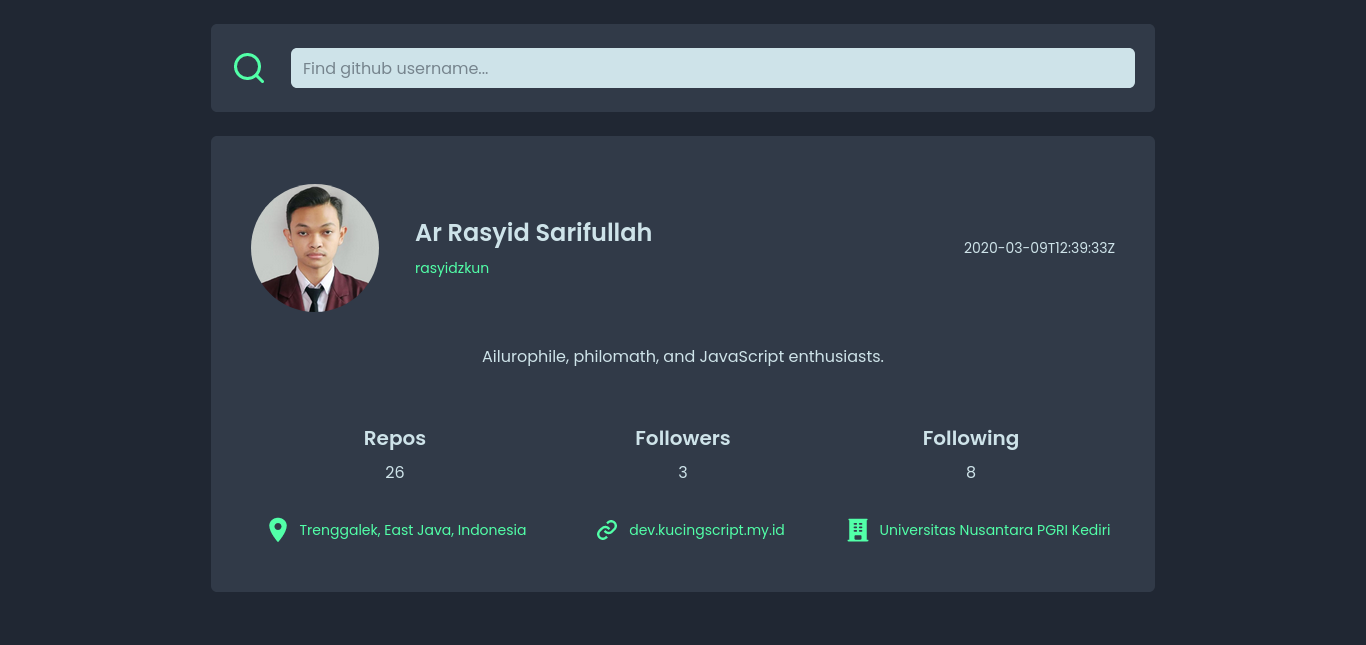 Find github username...
Ar Rasyid Sarifullah
rasyidzkun
2020-03-09T12:39:33Z
Ailurophile, philomath, and JavaScript enthusiasts.
Repos Followers Following
26 3 8
Trenggalek, East Java, Indonesia dev.kucingscript.my.id Universitas Nusantara PGRI Kediri